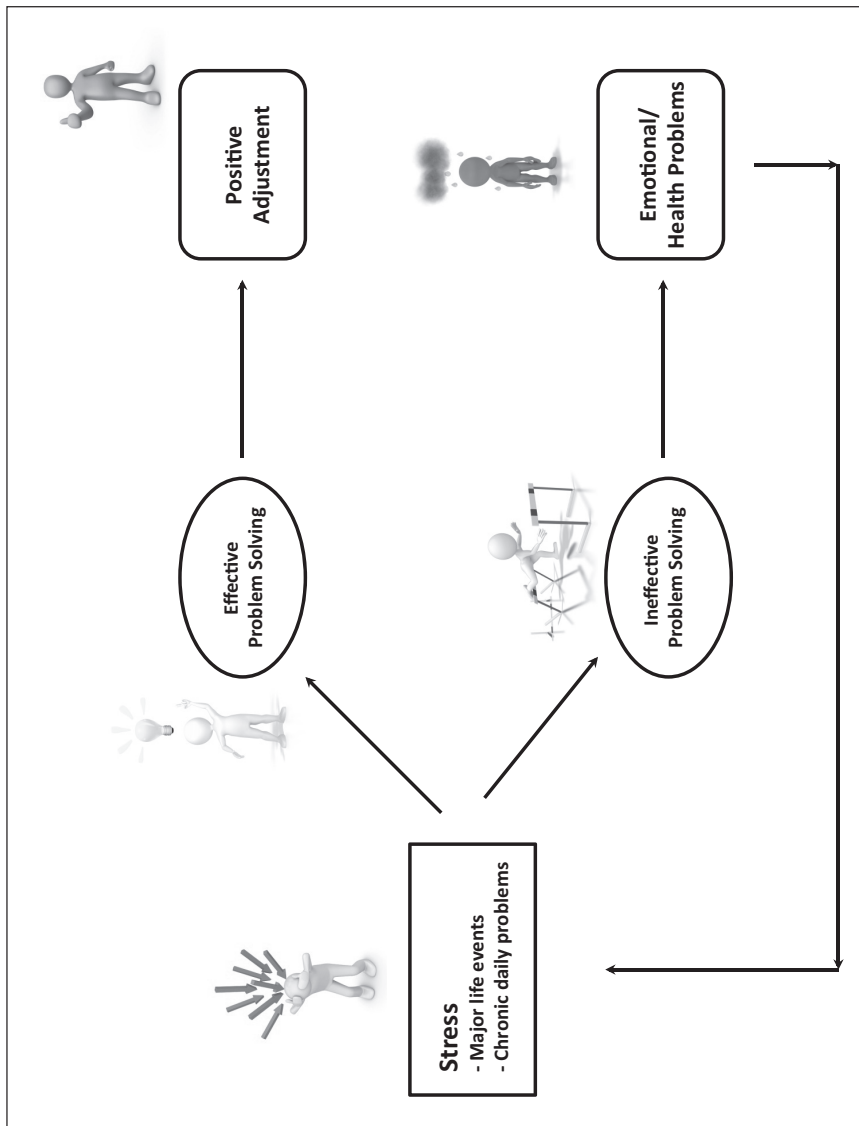 Stress
- Major life events
- Chronic daily problems
Effective
Problem Solving
Ineffective
Problem Solving
Positive
Adjustment
Emotional/
Health Problems